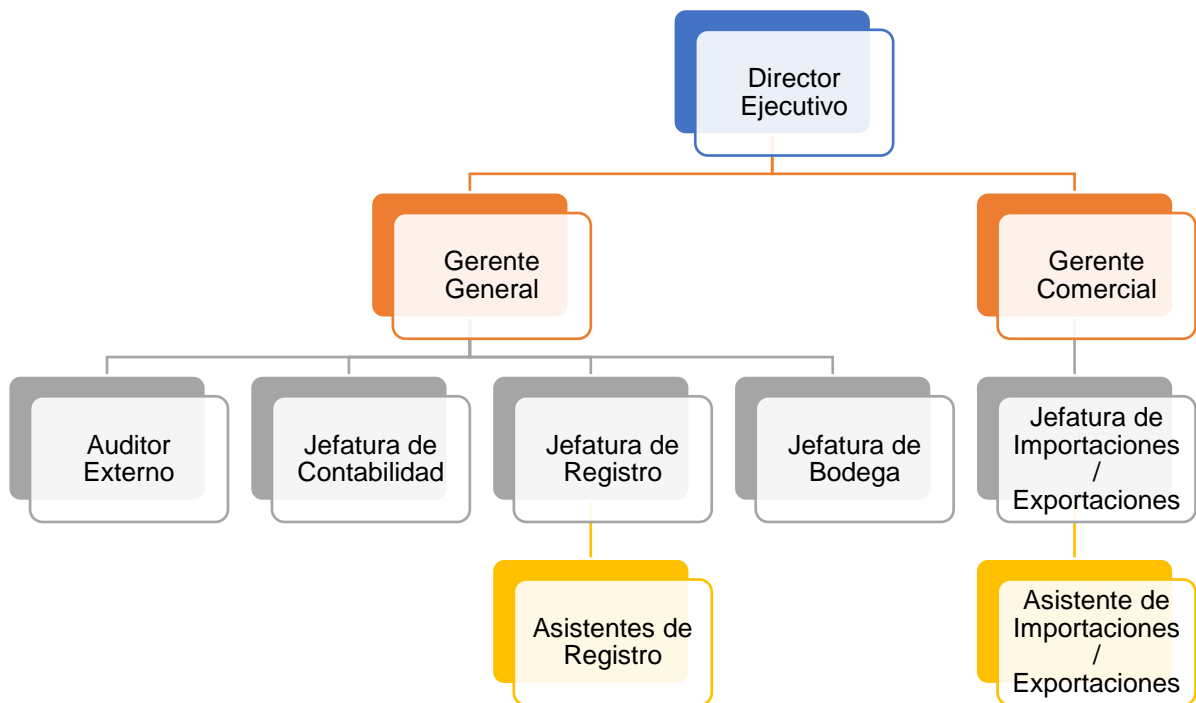 Director
Ejecutivo
Gerente
General
Gerente
Comercial
Auditor
Externo
Jefatura de
Contabilidad
Jefatura de
Registro
Jefatura de
Bodega
Jefatura de
Importaciones
/
Exportaciones
Asistentes de
Registro
Asistente de
Importaciones
/
Exportaciones